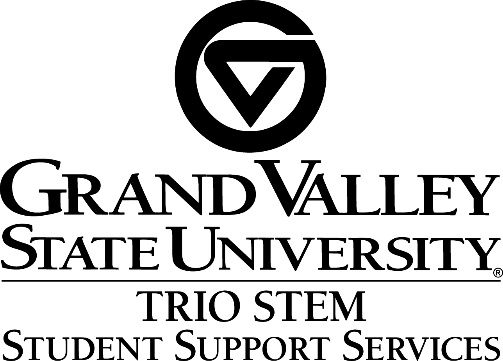 GRAND VALLEY
STATE UNIVERSITY®
TRIO STEM
STUDENT SUPPORT SERVICES